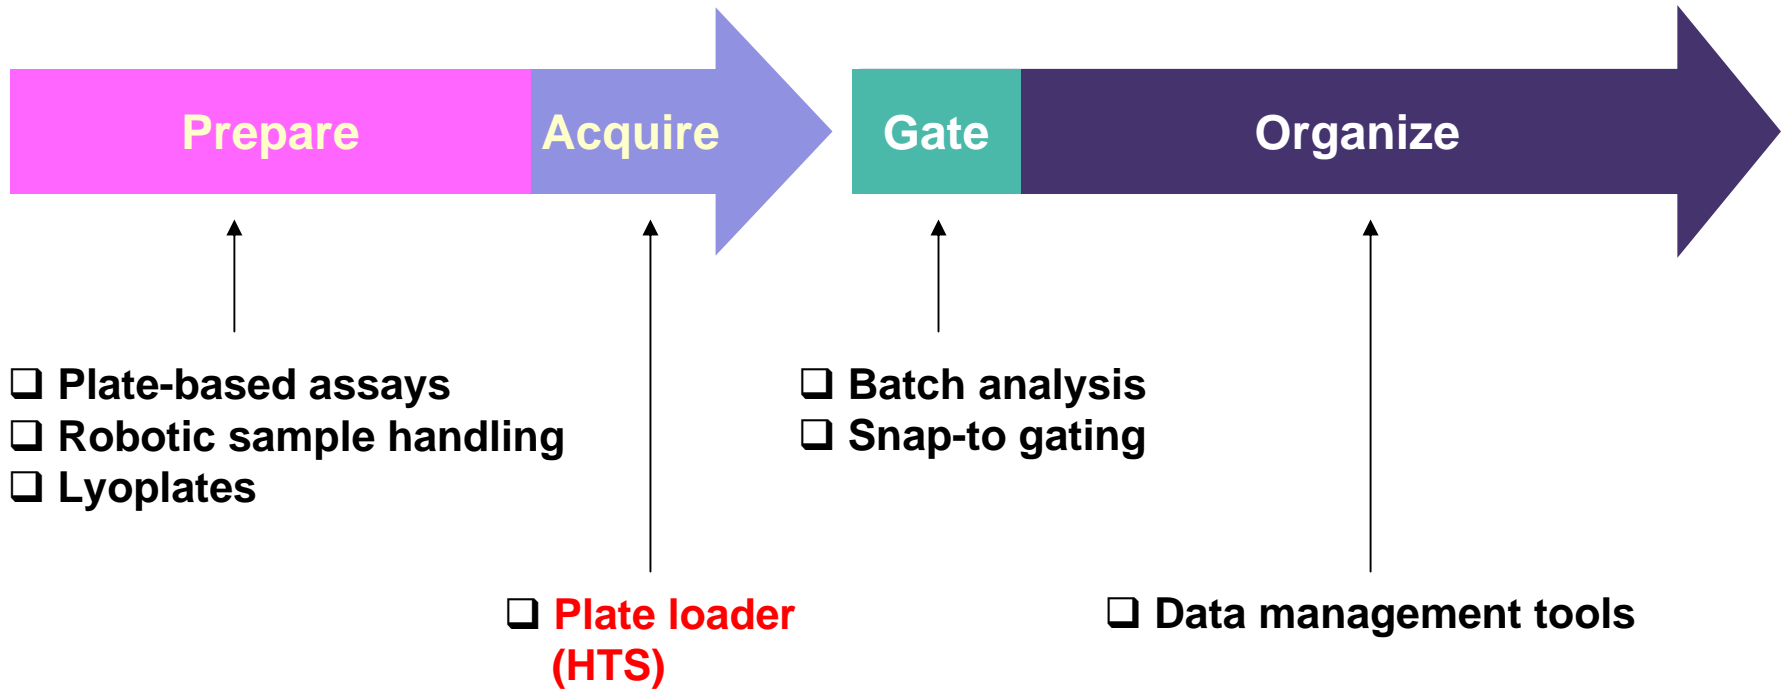 Prepare
Acquire
Gate
Organize
Plate-based assays
Robotic sample handling
Lyoplates
Batch analysis
Snap-to gating
Plate loader
(HTS)
Data management tools